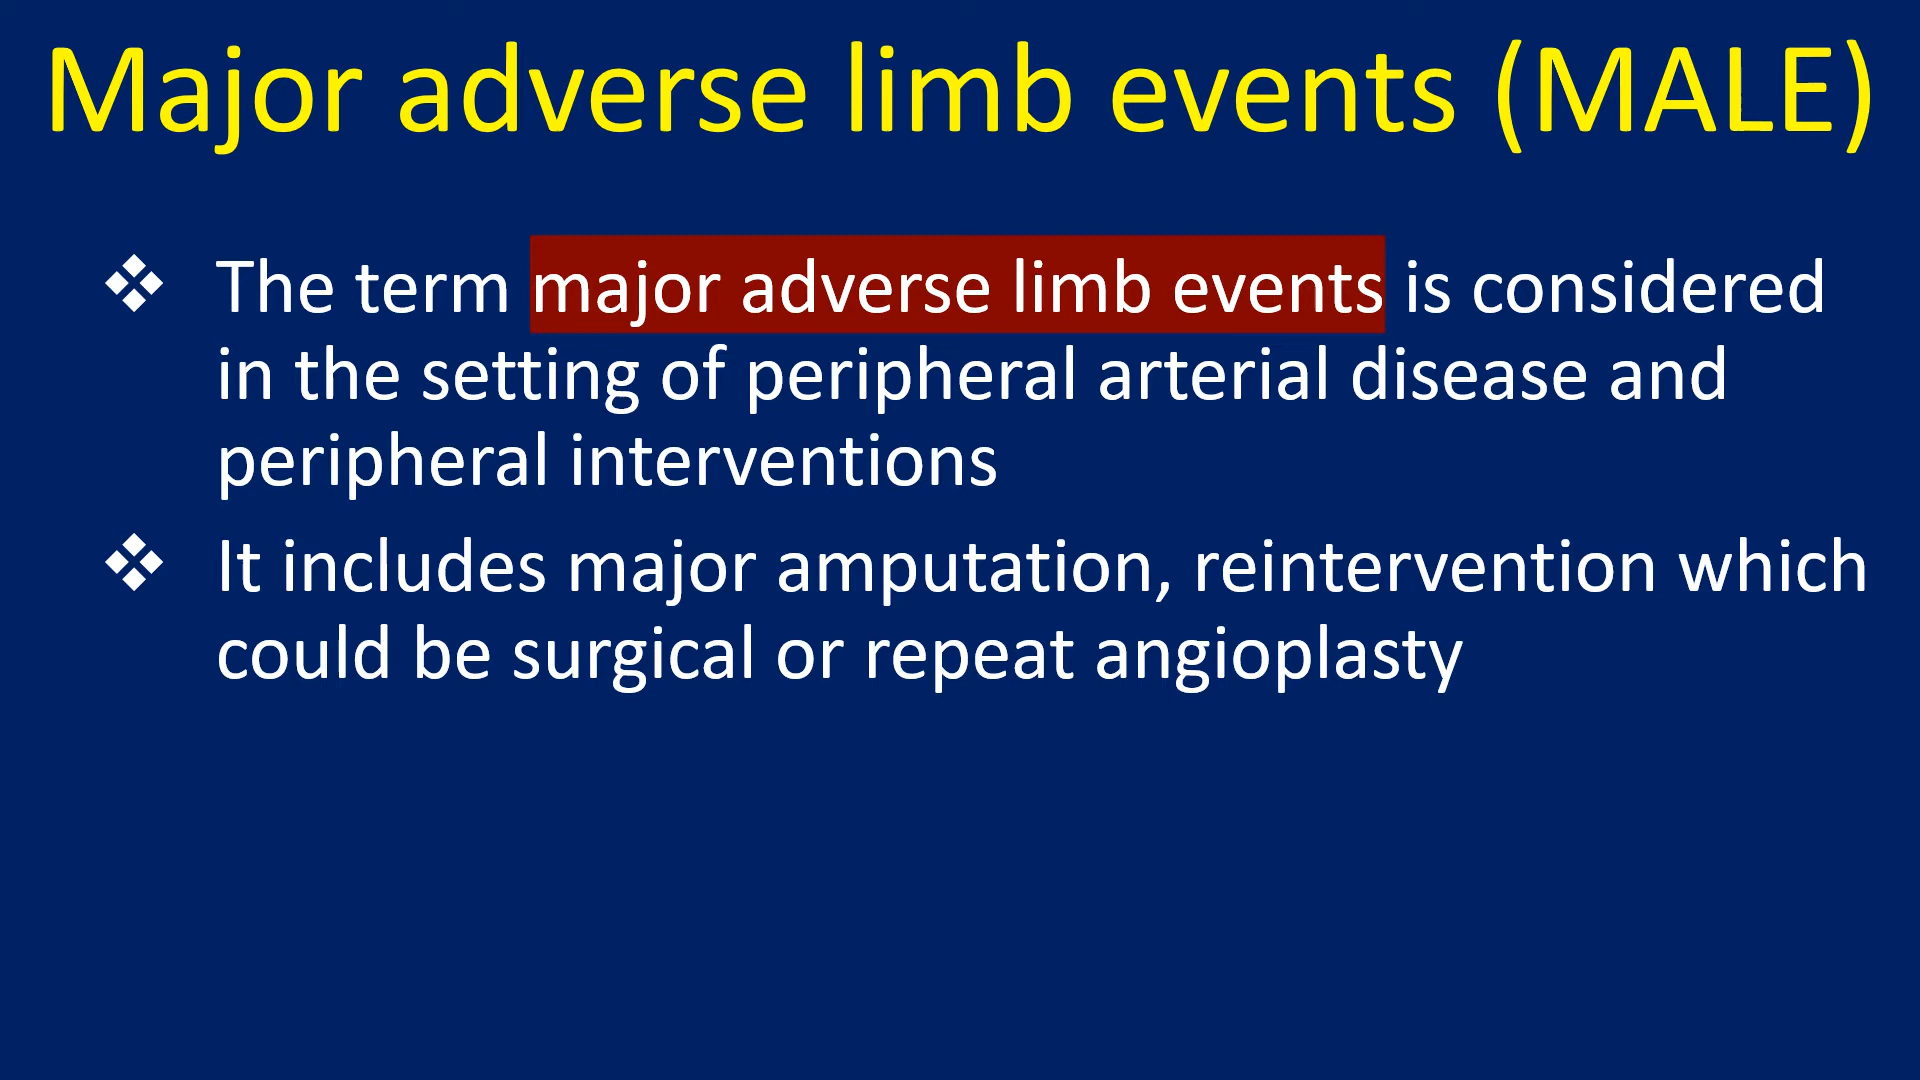 Major adverse limb events (MALE)
❖ The term major adverse limb events is considered
in the setting of peripheral arterial disease and
peripheral interventions
❖ It includes major amputation, reintervention which
could be surgical or repeat angioplasty